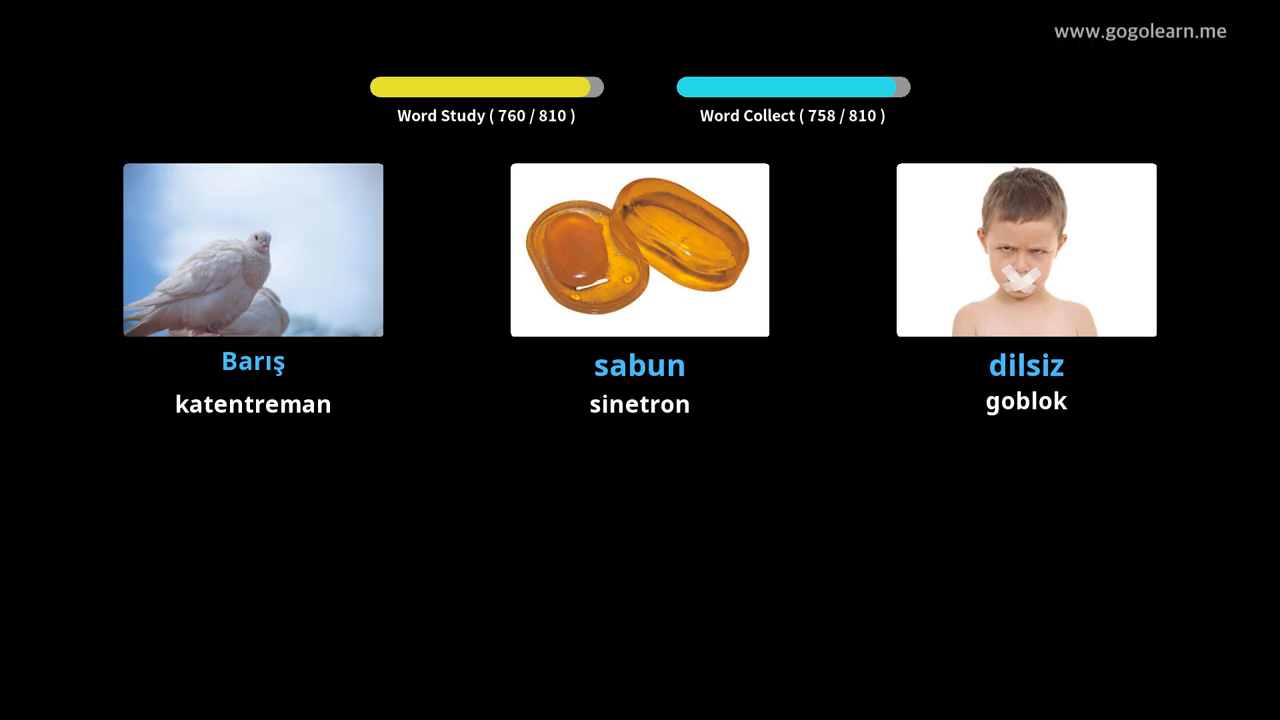 www.gogolearn.me
Word Study ( 760 / 810 )
Word Collect ( 758 / 810 )
Barış
katentreman
sabun
sinetron
dilsiz
goblok